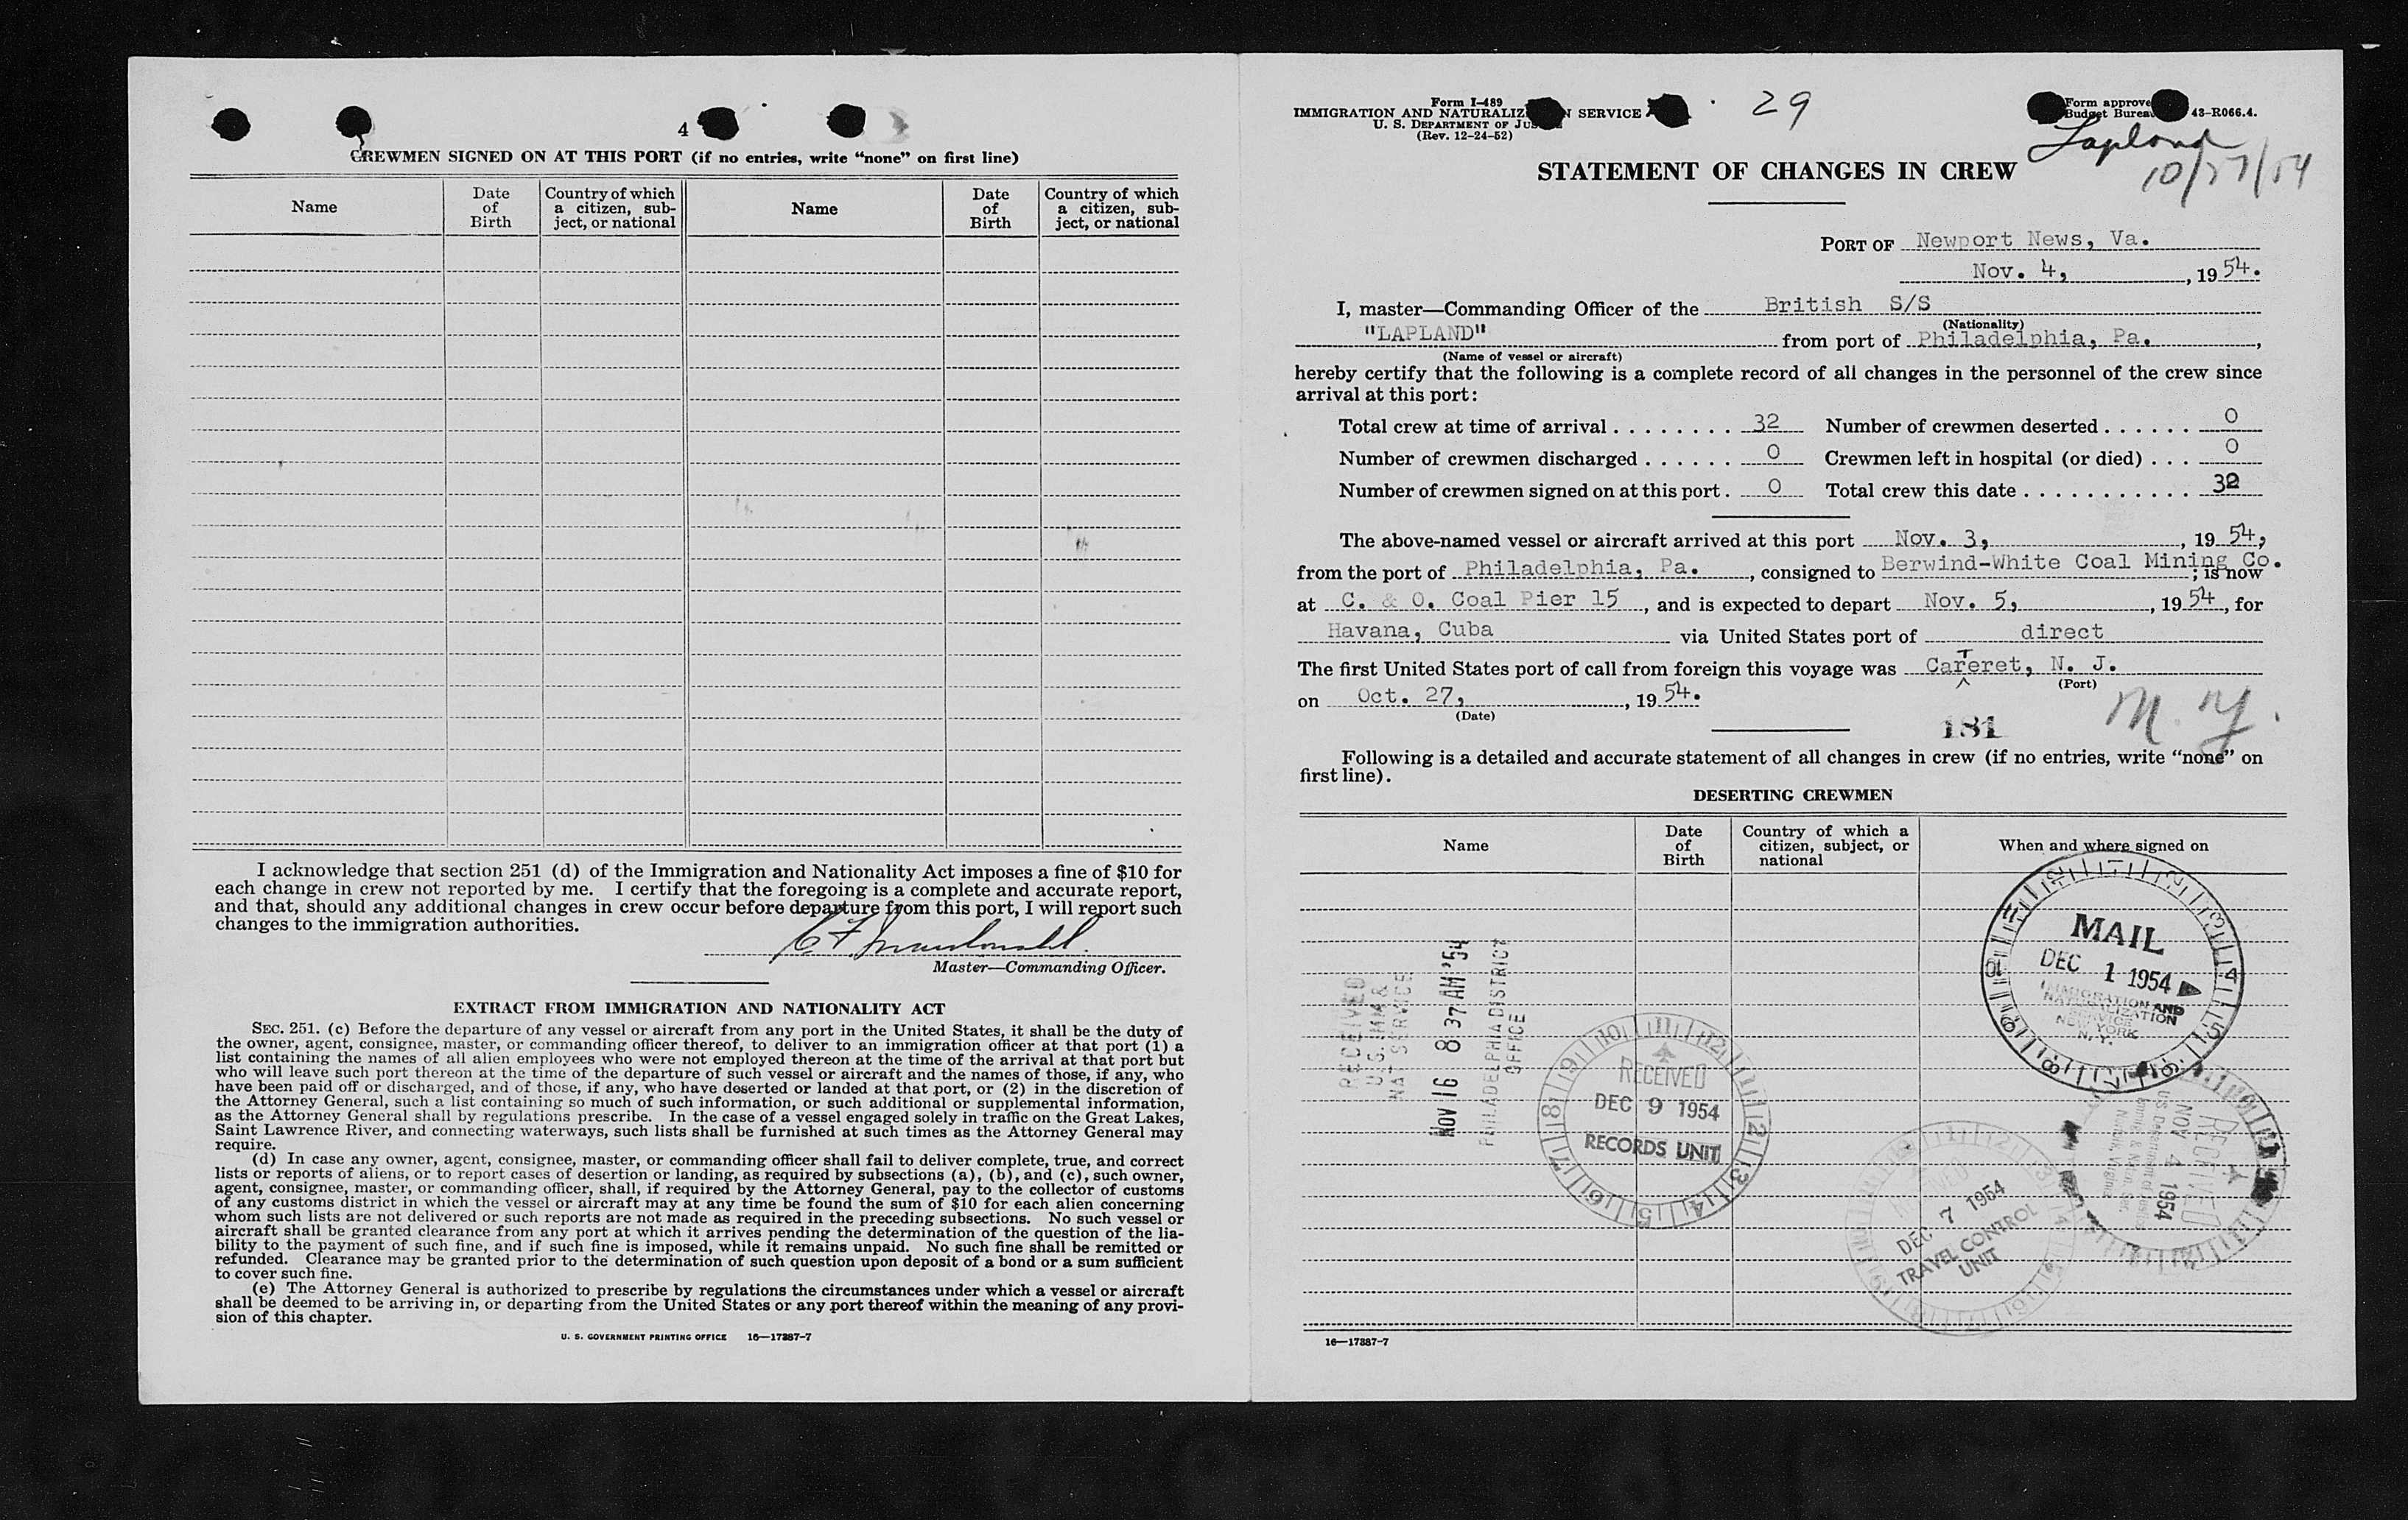 4
CREWMEN SIGNED ON AT THIS PORT (if no entries, write “none” on first line)
Name
Date of Birth
Country of which a citizen, subject, or national
Name
Date of Birth
Country of which a citizen, subject, or national
I acknowledge that section 251 (d) of the Immigration and Nationality Act imposes a fine of $10 for
each change in crew not reported by me. I certify that the foregoing is a complete and accurate report,
and that, should any additional changes in crew occur before departure from this port, I will report such
changes to the immigration authorities.
Master—Commanding Officer.
EXTRACT FROM IMMIGRATION AND NATIONALITY ACT
SEC. 251. (c) Before the departure of any vessel or aircraft from any port in the United States, it shall be the duty of
the owner, agent, consignee, master, or commanding officer thereof, to deliver to an immigration officer at that port (1) a
list containing the names of all alien employees who were not employed thereon at the time of the arrival at that port but
who will leave such port thereon at the time of the departure of such vessel or aircraft and the names of those, if any, who
have been paid off or discharged, and of those, if any, who have deserted or landed at that port, or (2) in the discretion of
the Attorney General, such a list containing so much of such information, or such additional or supplemental information,
as the Attorney General shall by regulations prescribe. In the case of a vessel engaged solely in traffic on the Great Lakes,
Saint Lawrence River, and connecting waterways, such lists shall be furnished at such times as the Attorney General may
require.
(d) In case any owner, agent, consignee, master, or commanding officer shall fail to deliver complete, true, and correct
lists or reports of aliens, or to report cases of desertion or landing, as required by subsections (a), (b), and (c), such owner,
agent, consignee, master, or commanding officer, shall, if required by the Attorney General, pay to the collector of customs
of any customs district in which the vessel or aircraft may at any time be found the sum of $10 for each alien concerning
whom such lists are not delivered or such reports are not made as required in the preceding subsections. No such vessel or
aircraft shall be granted clearance from any port at which it arrives pending the determination of the question of the lia-
bility to the payment of such fine, and if such fine is imposed, while it remains unpaid. No such fine shall be remitted or
refunded. Clearance may be granted prior to the determination of such question upon deposit of a bond or a sum sufficient
to cover such fine.
(e) The Attorney General is authorized to prescribe by regulations the circumstances under which a vessel or aircraft
shall be deemed to be arriving in, or departing from the United States or any port thereof within the meaning of any provi-
sion of this chapter.
U. S. GOVERNMENT PRINTING OFFICE 16—17387-7
Form I-489
IMMIGRATION AND NATURALIZ N SERVICE
U. S. DEPARTMENT OF JUS
(Rev. 12-24-52)
29
Form approve
Budget Bureau 43-R066.4.
Lapland
10/27/54
STATEMENT OF CHANGES IN CREW
PORT OF Newport News, Va.
Nov. 4, , 19 54.
I, master—Commanding Officer of the British S/S
(Nationality)
"LAPLAND" from port of Philadelphia, Pa. ,
(Name of vessel or aircraft)
hereby certify that the following is a complete record of all changes in the personnel of the crew since
arrival at this port:
Total crew at time of arrival . . . . . . . . 32 Number of crewmen deserted . . . . . . 0
Number of crewmen discharged . . . . . . 0 Crewmen left in hospital (or died) . . . 0
Number of crewmen signed on at this port . 0 Total crew this date . . . . . . . . . . . 32
The above-named vessel or aircraft arrived at this port Nov. 3, , 19 54,
from the port of Philadelphia, Pa. , consigned to Berwind-White Coal Mining Co. ; is now
at C. & O. Coal Pier 15 , and is expected to depart Nov. 5, , 19 54 , for
Havana, Cuba via United States port of direct
The first United States port of call from foreign this voyage was Carteret, N. J.
(Port)
on Oct. 27, , 19 54.
(Date)
M. Y.
181
Following is a detailed and accurate statement of all changes in crew (if no entries, write “none” on
first line).
DESERTING CREWMEN
Name
Date of Birth
Country of which a citizen, subject, or national
When and where signed on
MAIL
DEC 1 1954
IMMIGRATION AND
NATURALIZATION
SERVICE
NEW YORK
N. Y.
RECEIVED
U.S. IMM &
NAT SERVICE
NOV 16 8 37 AM '54
PHILADELPHIA DISTRICT
OFFICE
RECEIVED
DEC 9 1954
RECORDS UNIT
DEC 7 1954
TRAVEL CONTROL
UNIT
RECEIVED
NOV 4 1954
US Department of Justice
Immig & Natzn. Ser.
Norfolk, Virginia
16—17387-7